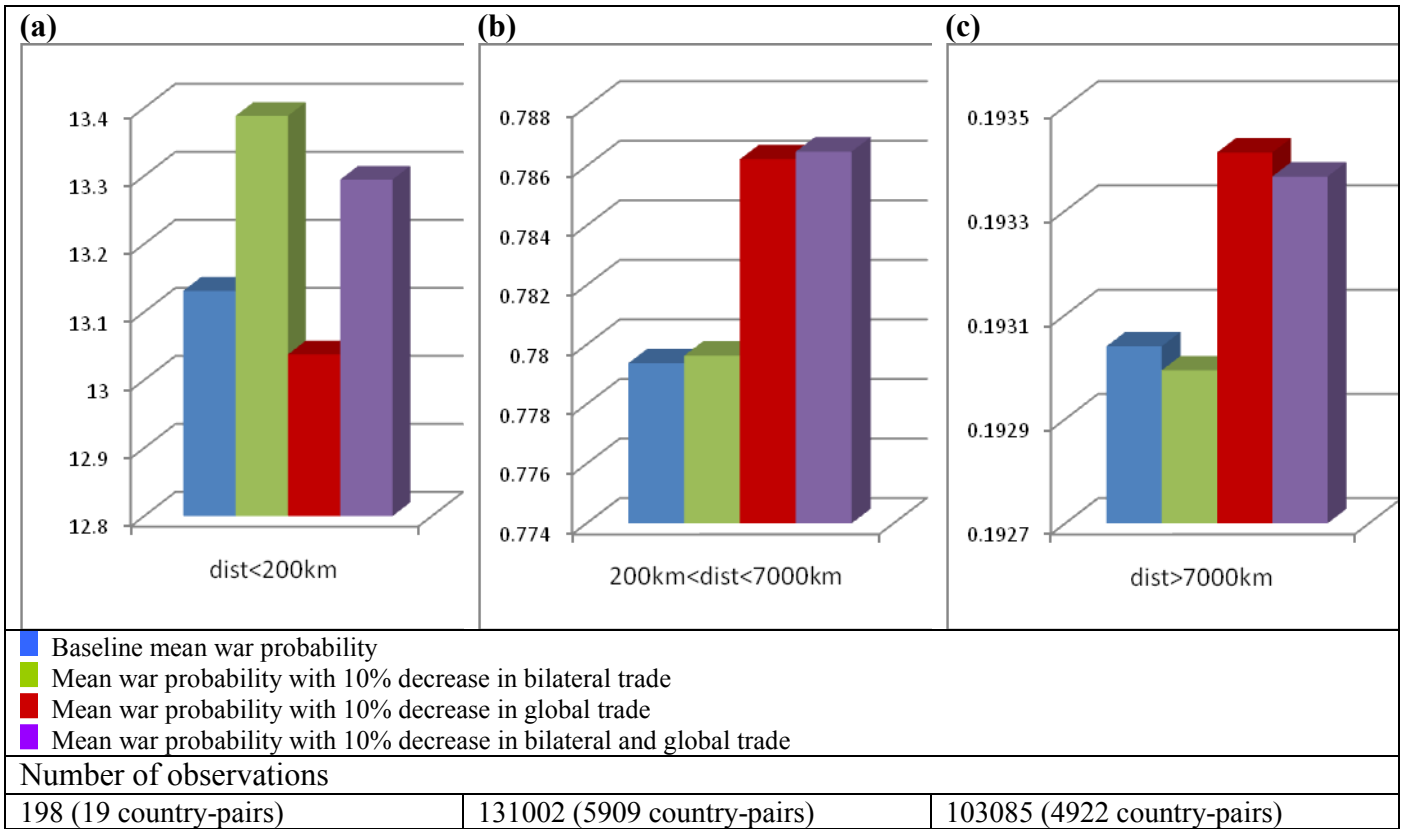 (a)
13.4
13.3
13.2
13.1
13
12.9
12.8
dist<200km
(b)
0.788
0.786
0.784
0.782
0.78
0.778
0.776
0.774
200km<dist<7000km
(c)
0.1935
0.1933
0.1931
0.1929
0.1927
dist>7000km
Baseline mean war probability
Mean war probability with 10% decrease in bilateral trade
Mean war probability with 10% decrease in global trade
Mean war probability with 10% decrease in bilateral and global trade
Number of observations
198 (19 country-pairs)
131002 (5909 country-pairs)
103085 (4922 country-pairs)